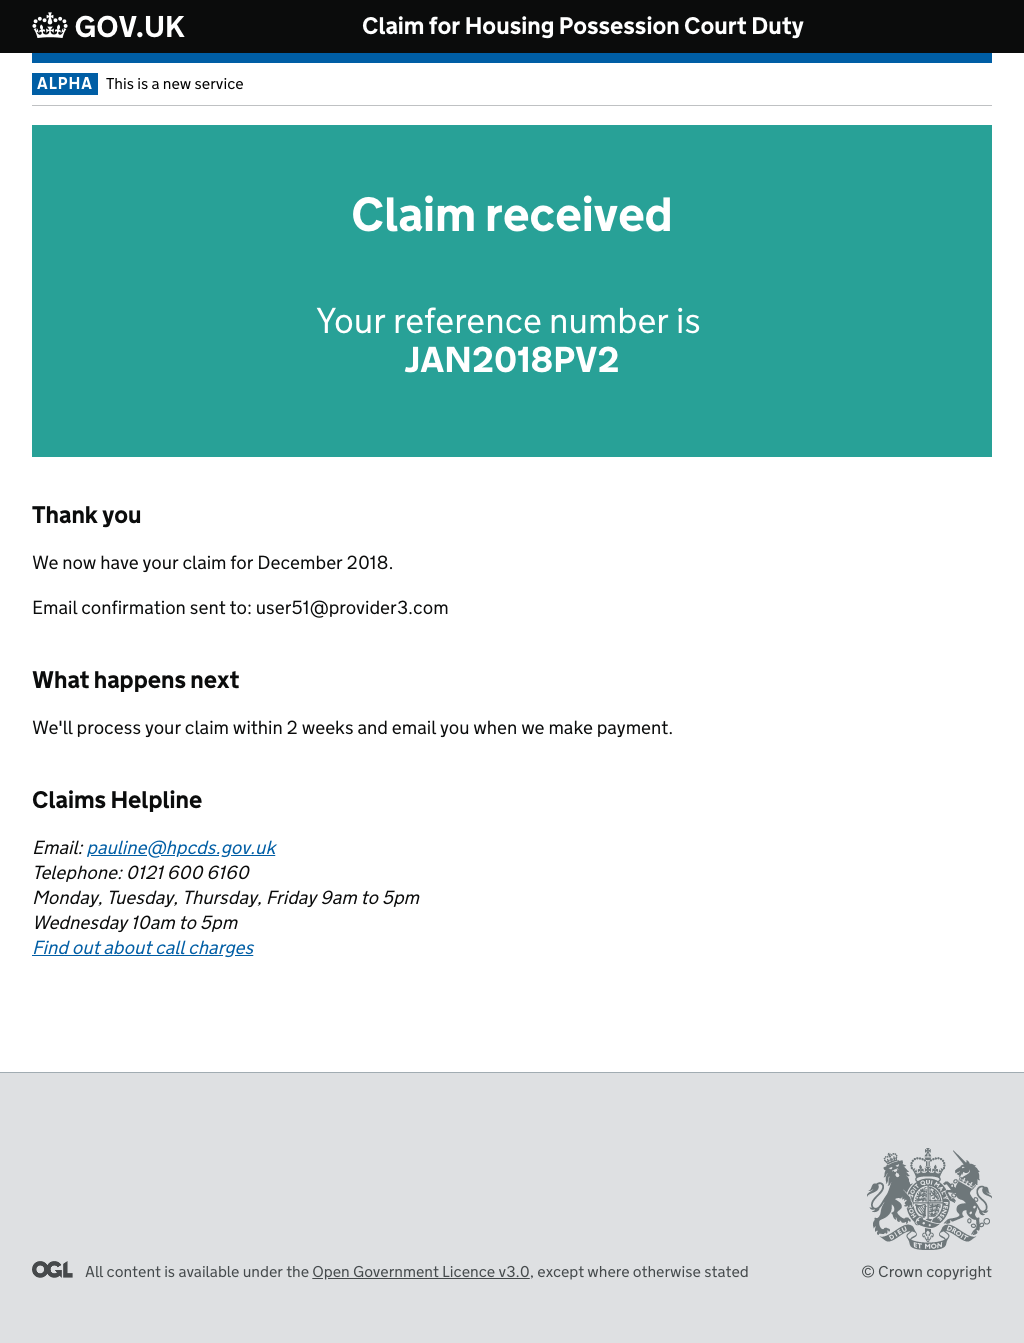 GOV.UK
Claim for Housing Possession Court Duty
ALPHA This is a new service
Claim received
Your reference number is
JAN2018PV2
Thank you
We now have your claim for December 2018.
Email confirmation sent to: user51@provider3.com
What happens next
We'll process your claim within 2 weeks and email you when we make payment.
Claims Helpline
Email: pauline@hpcds.gov.uk
Telephone: 0121 600 6160
Monday, Tuesday, Thursday, Friday 9am to 5pm
Wednesday 10am to 5pm
Find out about call charges
DIEU ET MON DROIT
OGL All content is available under the Open Government Licence v3.0, except where otherwise stated
© Crown copyright